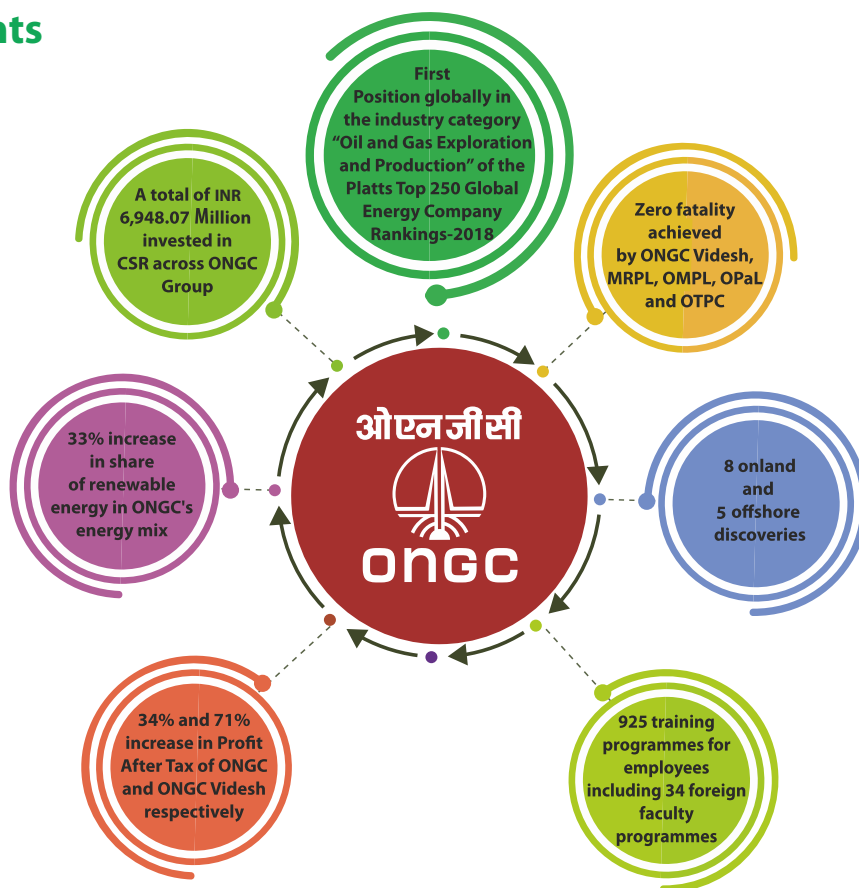 nts
First
Position globally in
the industry category
“Oil and Gas Exploration
and Production” of the
Platts Top 250 Global
Energy Company
Rankings-2018
A total of INR
6,948.07 Million
invested in
CSR across ONGC
Group
Zero fatality
achieved
by ONGC Videsh,
MRPL, OMPL, OPaL
and OTPC
33% increase
in share
of renewable
energy in ONGC's
energy mix
ओएनजीसी
ONGC
8 onland
and
5 offshore
discoveries
34% and 71%
increase in Profit
After Tax of ONGC
and ONGC Videsh
respectively
925 training
programmes for
employees
including 34 foreign
faculty
programmes